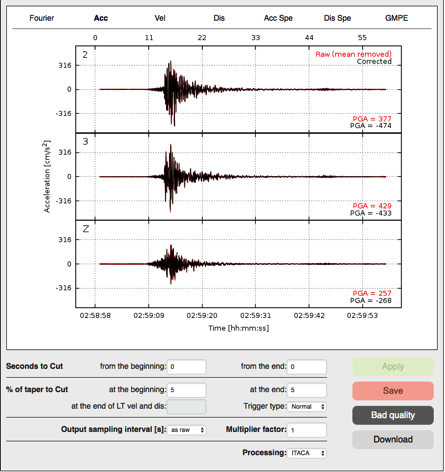 Fourier Acc Vel Dis Acc Spe Dis Spe GMPE
0 11 22 33 44 55
2 Raw (mean removed)
Corrected
316
0
-316
PGA = 377
PGA = -474
3
316
0
-316
PGA = 429
PGA = -433
Z
316
0
-316
PGA = 257
PGA = -268
Acceleration [cm/s²]
02:58:58 02:59:09 02:59:20 02:59:31 02:59:42 02:59:53
Time [hh:mm:ss]
Seconds to Cut from the beginning: 0 from the end: 0 Apply
% of taper to Cut at the beginning: 5 at the end: 5 Save
at the end of LT vel and dis: Trigger type: Normal Bad quality
Output sampling interval [s]: as raw Multiplier factor: 1 Download
Processing: ITACA